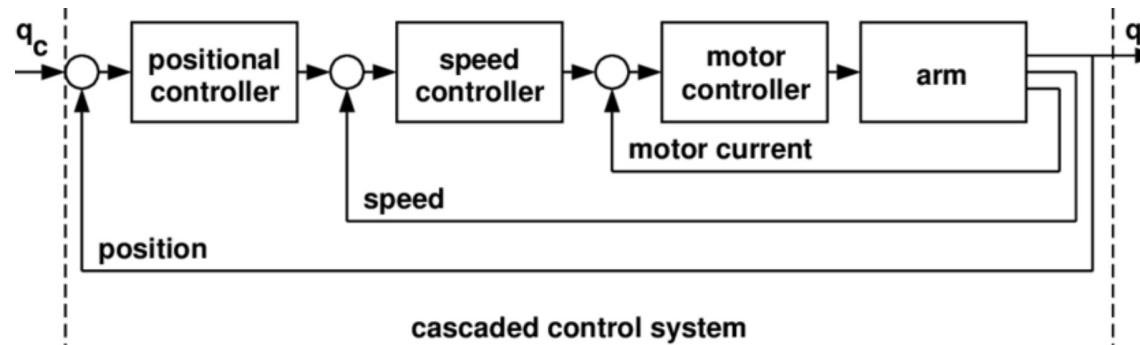 q_c
q
positional
controller
speed
controller
motor
controller
arm
motor current
speed
position
cascaded control system